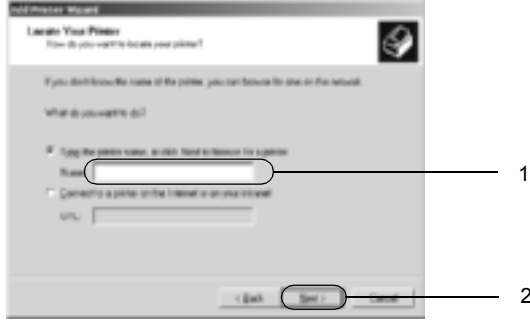 Add Printer Wizard
Locate Your Printer
How do you want to locate your printer?
If you don't know the name of the printer, you can browse for one on the network.
What do you want to do?
Type the printer name, or click Next to browse for a printer
Name:
1
Connect to a printer on the Internet or on your intranet
URL:
< Back
Next >
Cancel
2